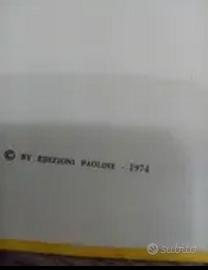 © BY EDIZIONI PAOLINE - 1974
subito